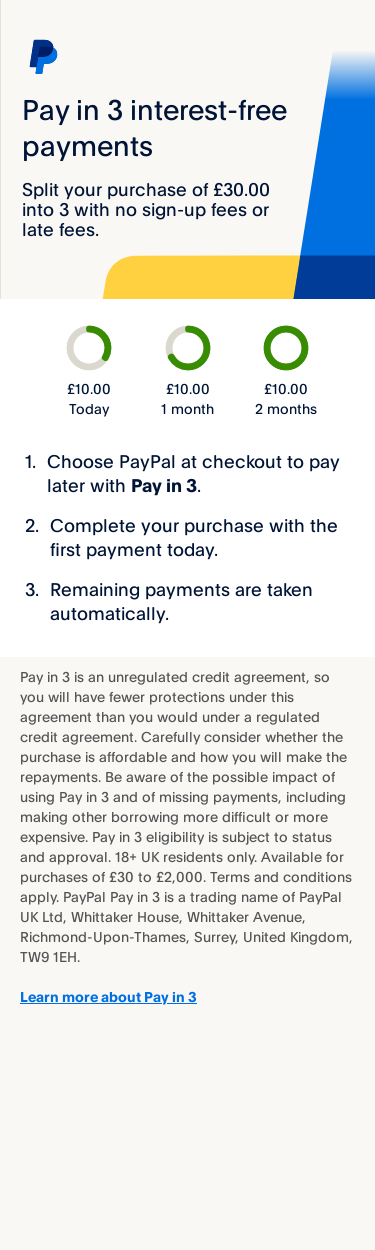 Pay in 3 interest-free
payments
Split your purchase of £30.00
into 3 with no sign-up fees or
late fees.
£10.00
Today
£10.00
1 month
£10.00
2 months
1. Choose PayPal at checkout to pay
later with Pay in 3.
2. Complete your purchase with the
first payment today.
3. Remaining payments are taken
automatically.
Pay in 3 is an unregulated credit agreement, so
you will have fewer protections under this
agreement than you would under a regulated
credit agreement. Carefully consider whether the
purchase is affordable and how you will make the
repayments. Be aware of the possible impact of
using Pay in 3 and of missing payments, including
making other borrowing more difficult or more
expensive. Pay in 3 eligibility is subject to status
and approval. 18+ UK residents only. Available for
purchases of £30 to £2,000. Terms and conditions
apply. PayPal Pay in 3 is a trading name of PayPal
UK Ltd, Whittaker House, Whittaker Avenue,
Richmond-Upon-Thames, Surrey, United Kingdom,
TW9 1EH.
Learn more about Pay in 3